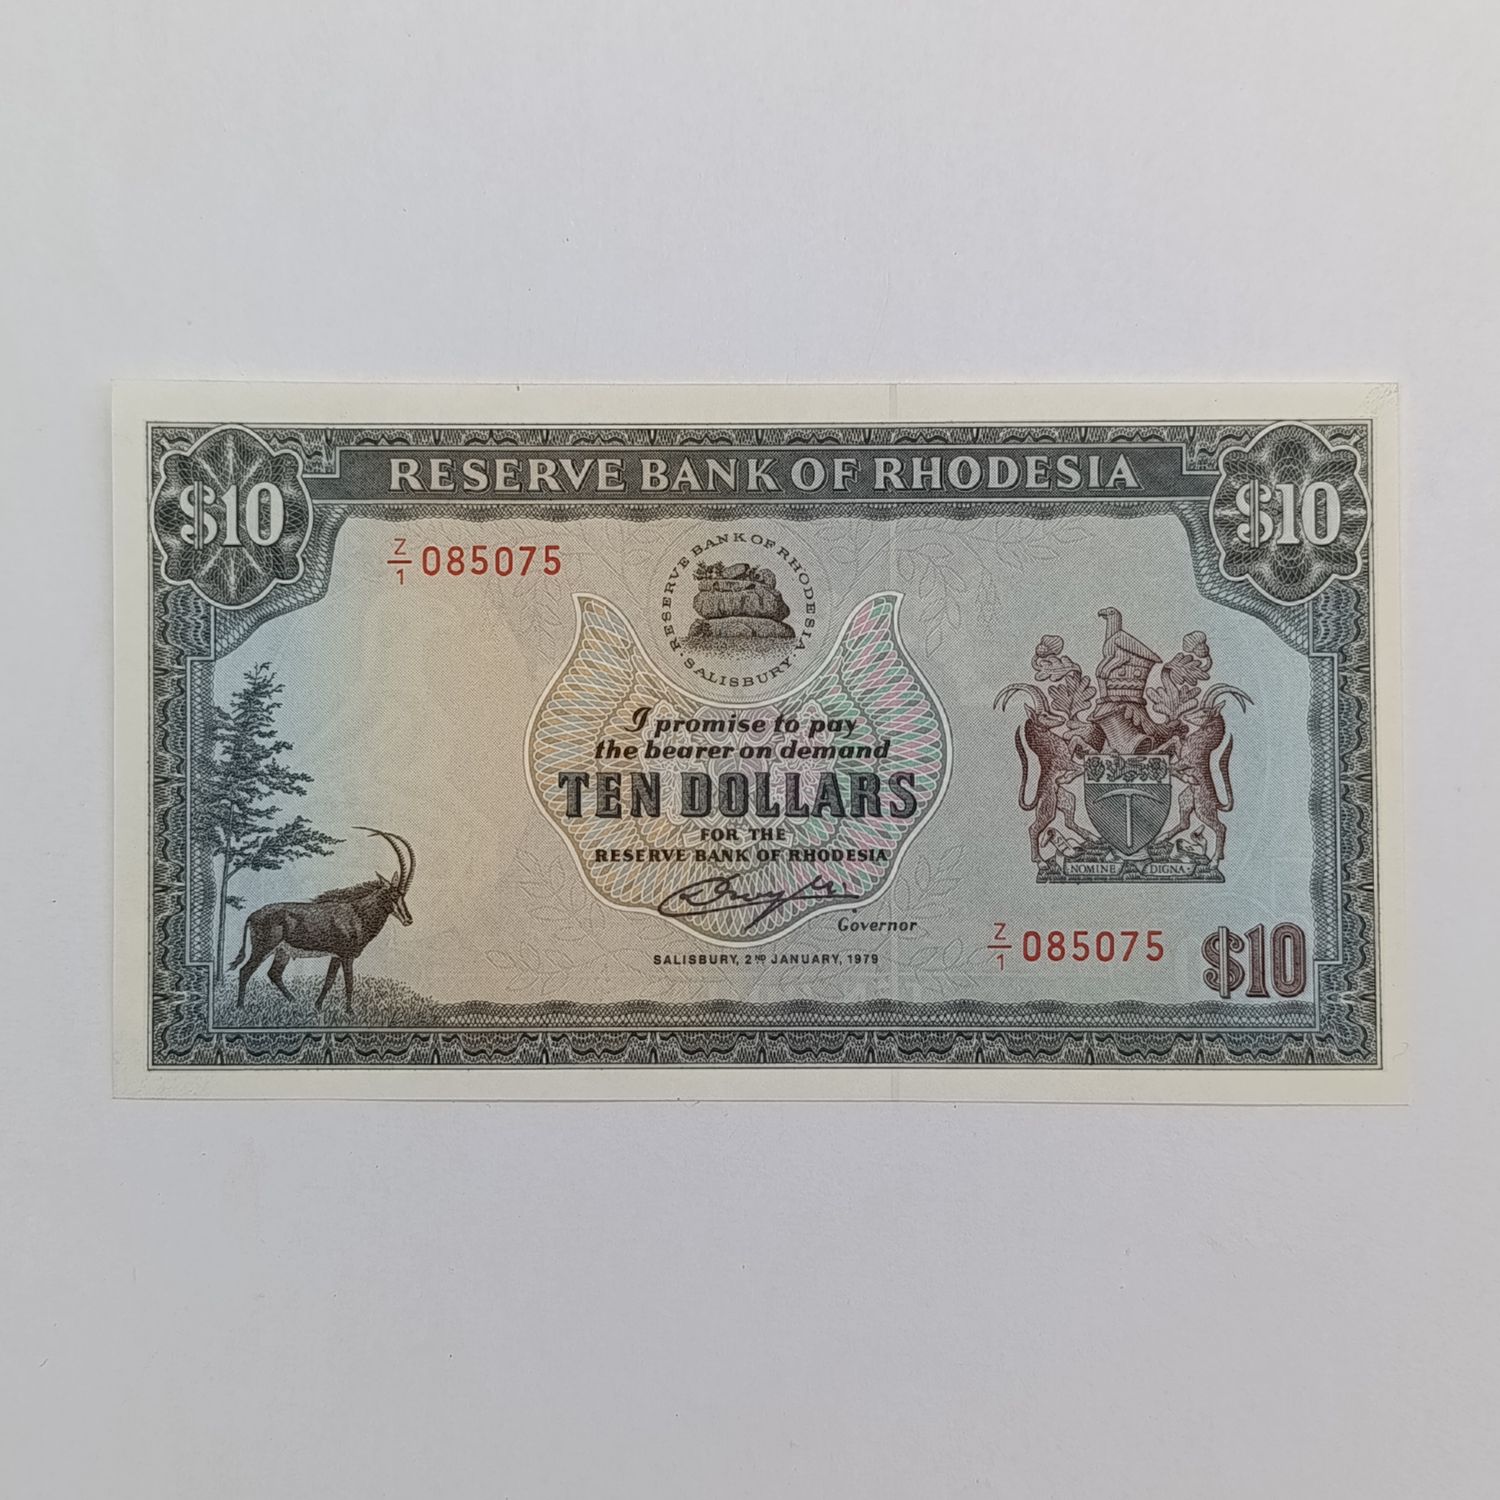 RESERVE BANK OF RHODESIA
$10
$10
Z/1 085075
RESERVE BANK OF RHODESIA · SALISBURY ·
I promise to pay
the bearer on demand
TEN DOLLARS
FOR THE
RESERVE BANK OF RHODESIA
Governor
SALISBURY, 2ND JANUARY, 1979
NOMINE DIGNA
Z/1 085075
$10